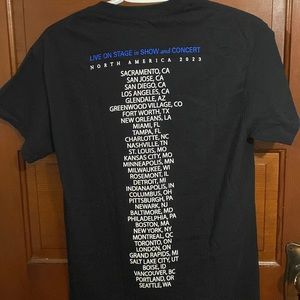 LIVE ON STAGE in SHOW and CONCERT
NORTH AMERICA 2023
SACRAMENTO, CA
SAN JOSE, CA
SAN DIEGO, CA
LOS ANGELES, CA
GLENDALE, AZ
GREENWOOD VILLAGE, CO
FORT WORTH, TX
NEW ORLEANS, LA
MIAMI, FL
TAMPA, FL
CHARLOTTE, NC
NASHVILLE, TN
ST. LOUIS, MO
KANSAS CITY, MO
MINNEAPOLIS, MN
MILWAUKEE, WI
ROSEMONT, IL
DETROIT, MI
INDIANAPOLIS, IN
COLUMBUS, OH
PITTSBURGH, PA
NEWARK, NJ
BALTIMORE, MD
PHILADELPHIA, PA
BOSTON, MA
NEW YORK, NY
MONTREAL, QC
TORONTO, ON
LONDON, ON
GRAND RAPIDS, MI
SALT LAKE CITY, UT
BOISE, ID
VANCOUVER, BC
PORTLAND, OR
SEATTLE, WA